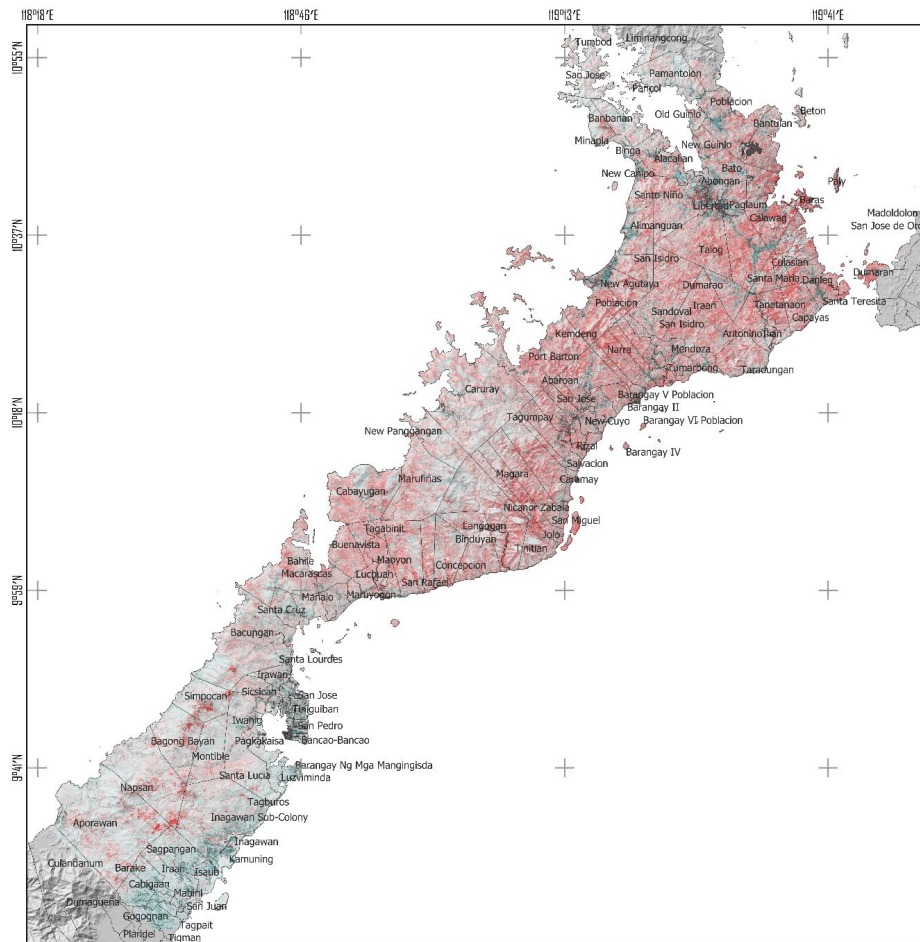 118°18'E 118°46'E 119°13'E 119°41'E
10°55'N
10°37'N
10°18'N
9°59'N
9°41'N
Tumbod
Liminangcong
San Jose
Pamantolon
Pancol
Poblacion
Old Guinlo
Beton
Banbanan
Bantulan
Minapla
Binga
New Guinlo
Alacalian
Bato
New Canipo
Abongan
Paly
Santo Niño
Baras
Libertad
Paglaum
Calawag
Madoldolon
Alimanguan
San Jose de Oro
Taiog
San Isidro
Culasian
Dumaran
Santa Maria
Danleg
New Agutaya
Dumarao
Santa Teresita
Poblacion
Iraan
Tanatanaon
Sandoval
Capayas
San Isidro
Kemdeng
Antonino
Ilian
Narra
Mendoza
Port Barton
Tumarbong
Taradungan
Abaroan
Caruray
San Jose
Barangay V Poblacion
Barangay II
Tagumpay
New Cuyo
Barangay VI Poblacion
New Panggangan
Rizal
Barangay IV
Salvacion
Magara
Marufinas
Caramay
Cabayugan
Nicanor Zabala
San Miguel
Tagabinit
Langogan
Jolo
Binduyan
Buenavista
Tinitian
Bahile
Maoyon
Concepcion
Macarascas
Luchuan
San Rafael
Manalo
Maruyogon
Santa Cruz
Bacungan
Santa Lourdes
Irawan
Sicsican
San Jose
Simpocan
Tiniguiban
Iwahig
San Pedro
Bagong Bayan
Pagkakaisa
Bancao-Bancao
Montible
Barangay Ng Mga Mangingisda
Santa Lucia
Luzviminda
Napsan
Tagburos
Inagawan Sub-Colony
Aporawan
Inagawan
Sagpangan
Kamuning
Culandanum
Barake
Iraan
Isaub
Cabigaan
Mabini
Dumaguena
San Juan
Gogognan
Tagpait
Plaridel
Tigman